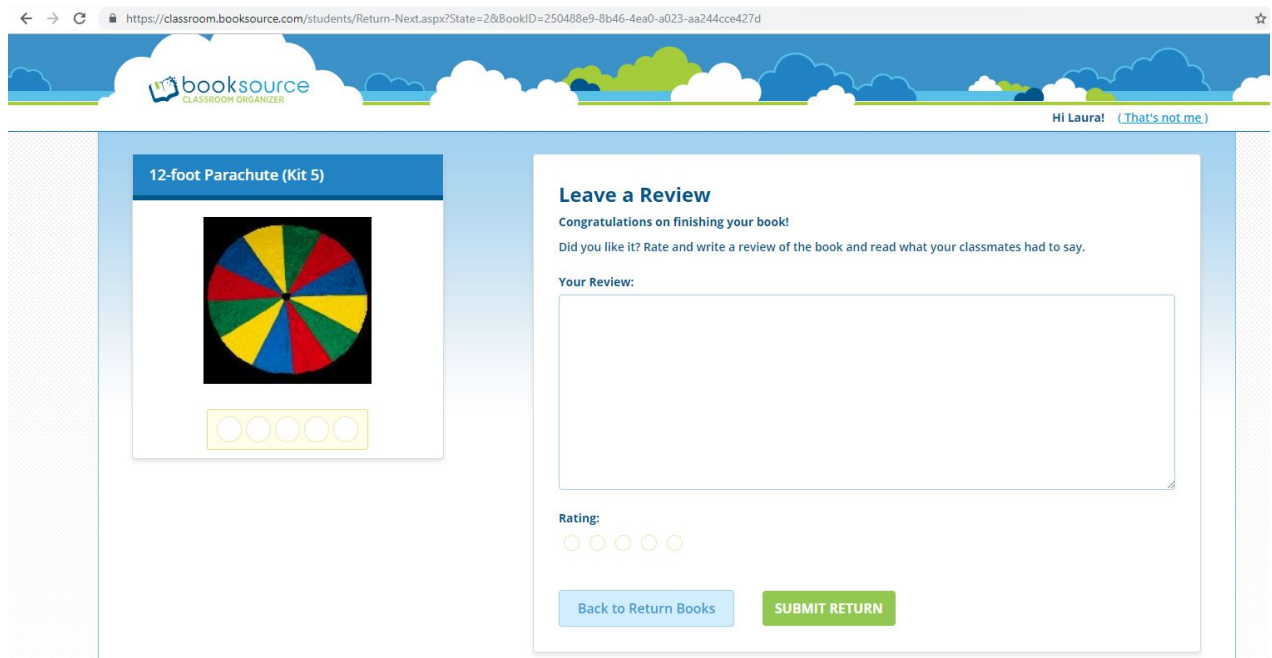 https://classroom.booksource.com/students/Return-Next.aspx?State=2&BookID=250488e9-8b46-4ea0-a023-aa244cce427d
booksource
CLASSROOM ORGANIZER
Hi Laura! ( That's not me )
12-foot Parachute (Kit 5)
Leave a Review
Congratulations on finishing your book!
Did you like it? Rate and write a review of the book and read what your classmates had to say.
Your Review:
Rating:
Back to Return Books
SUBMIT RETURN